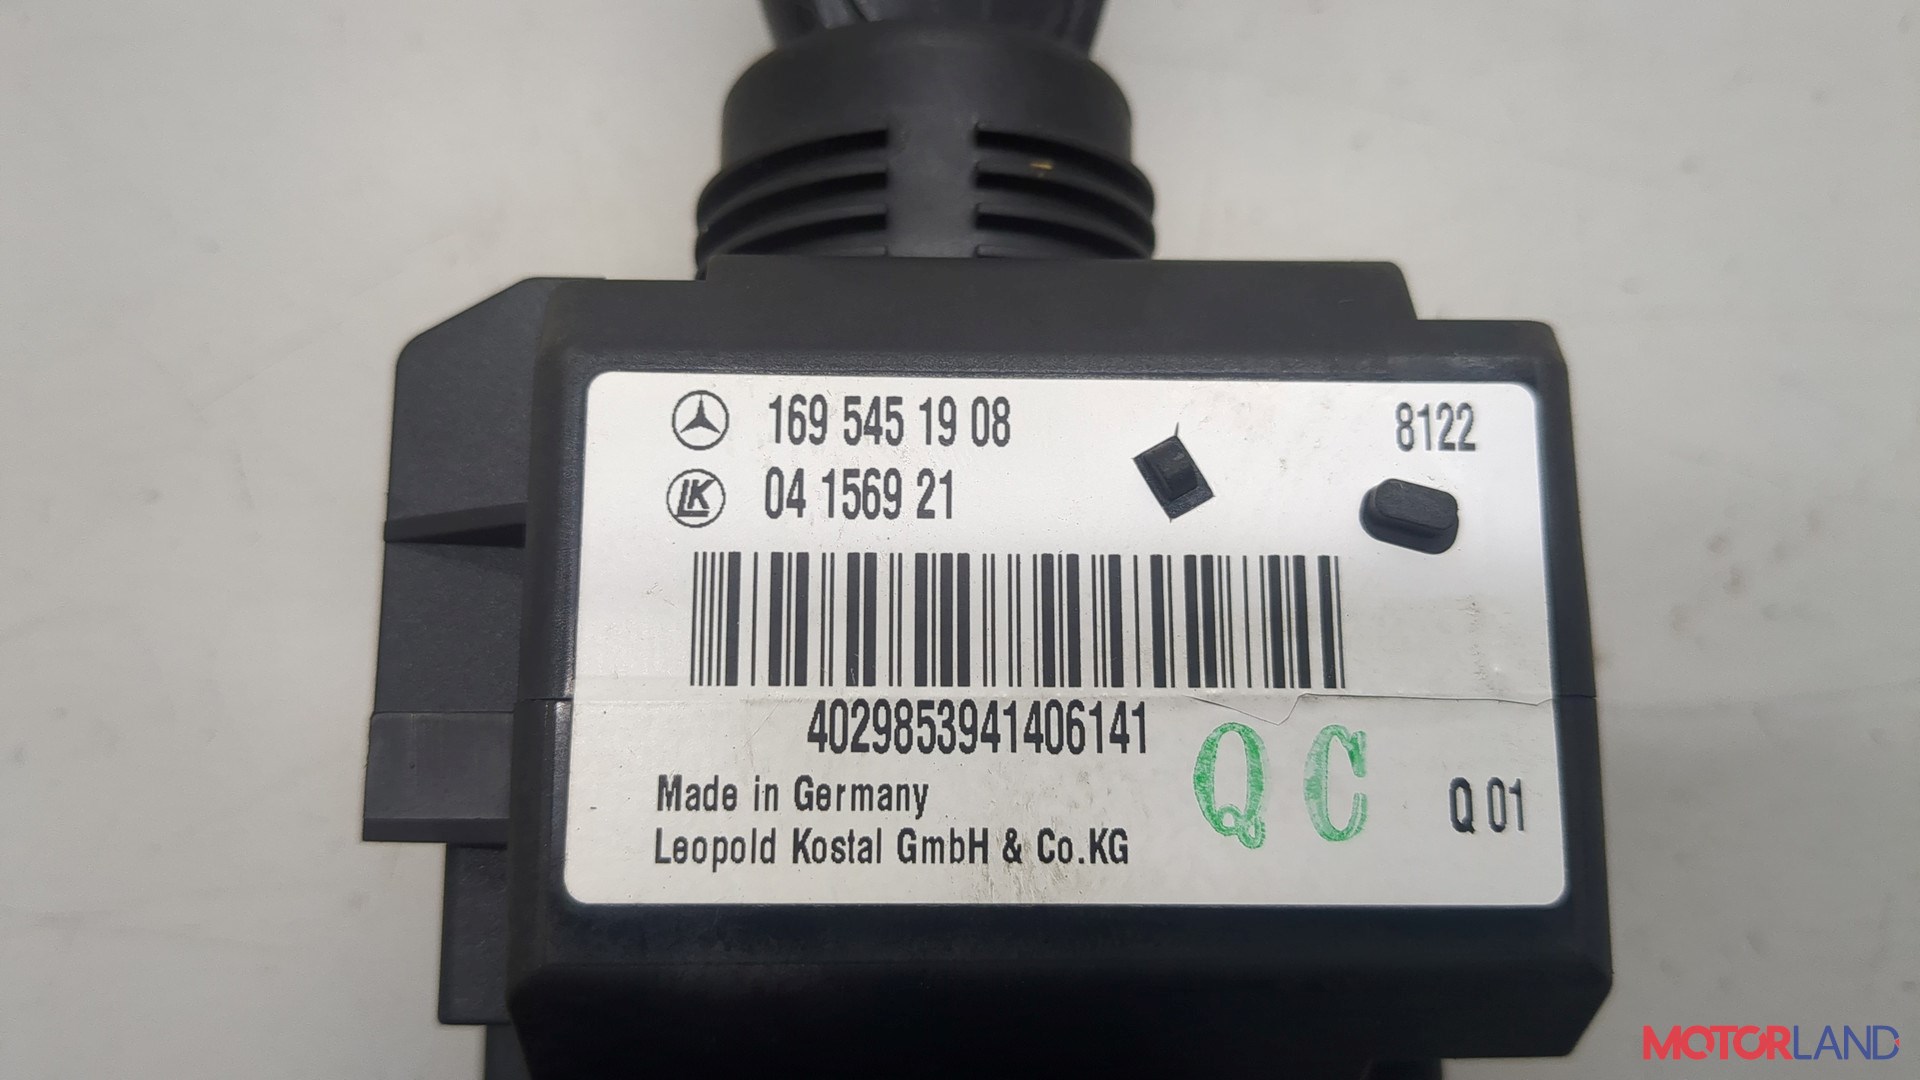 169 545 19 08
8122
LK
04 1569 21
4029853941406141
QC
Made in Germany
Q 01
Leopold Kostal GmbH & Co.KG
MOTORLAND